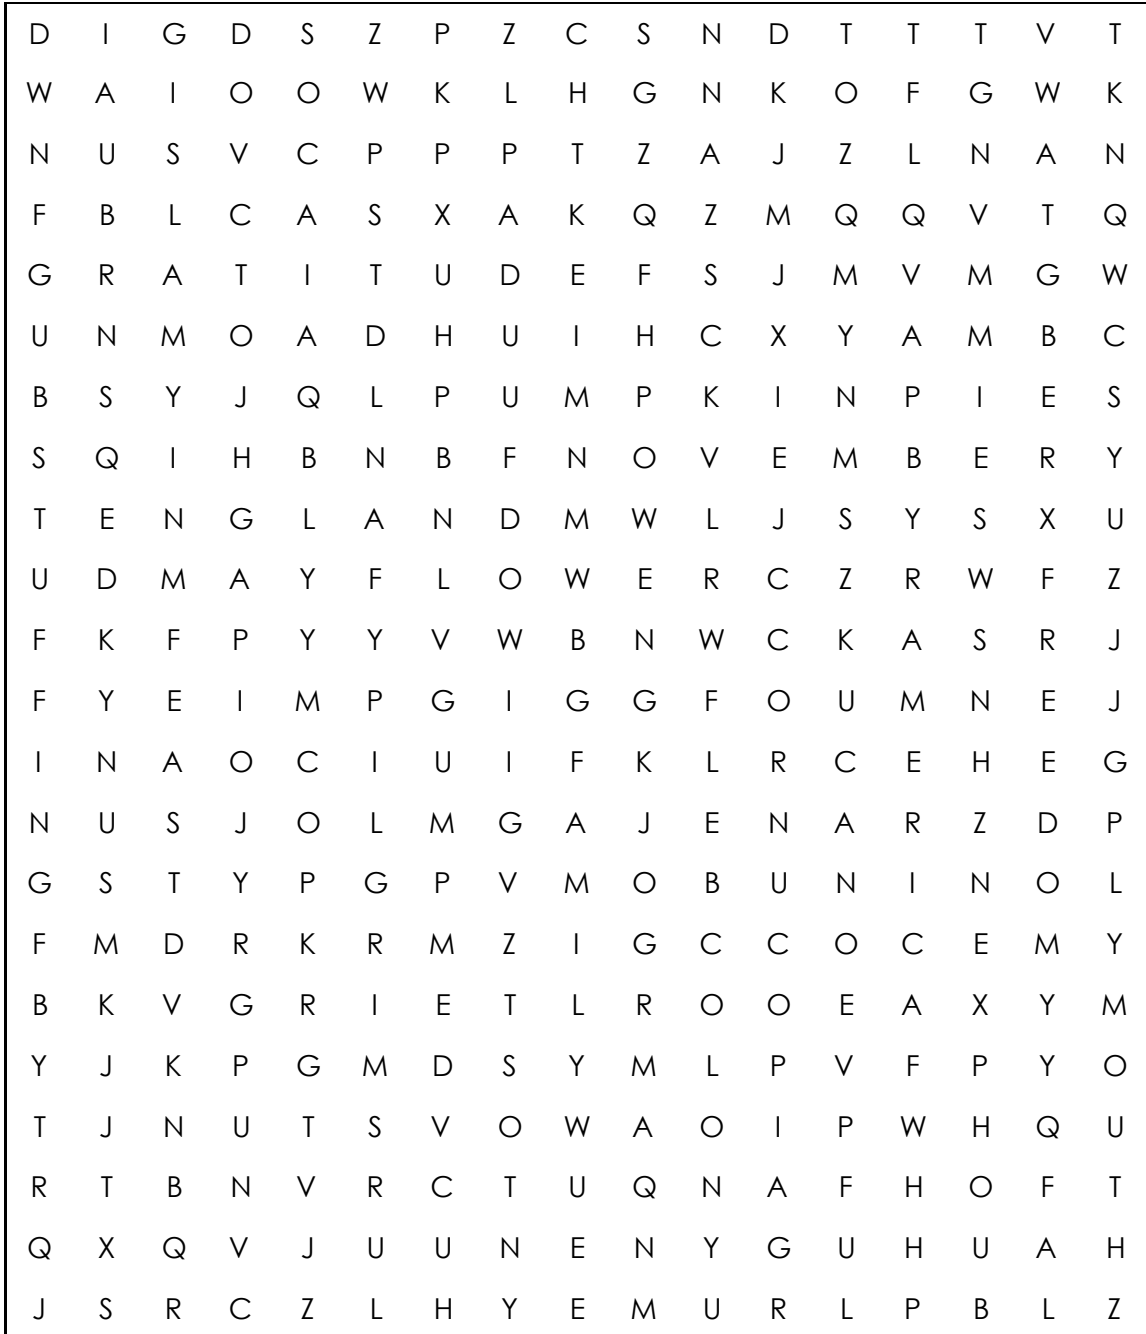 D I G D S Z P Z C S N D T T T V T
W A I O O W K L H G N K O F G W K
N U S V C P P P T Z A J Z L N A N
F B L C A S X A K Q Z M Q Q V T Q
G R A T I T U D E F S J M V M G W
U N M O A D H U I H C X Y A M B C
B S Y J Q L P U M P K I N P I E S
S Q I H B N B F N O V E M B E R Y
T E N G L A N D M W L J S Y S X U
U D M A Y F L O W E R C Z R W F Z
F K F P Y Y V W B N W C K A S R J
F Y E I M P G I G G F O U M N E J
I N A O C I U I F K L R C E H E G
N U S J O L M G A J E N A R Z D P
G S T Y P G P V M O B U N I N O L
F M D R K R M Z I G C C O C E M Y
B K V G R I E T L R O O E A X Y M
Y J K P G M D S Y M L P V F P Y O
T J N U T S V O W A O I P W H Q U
R T B N V R C T U Q N A F H O F T
Q X Q V J U U N E N Y G U H U A H
J S R C Z L H Y E M U R L P B L Z